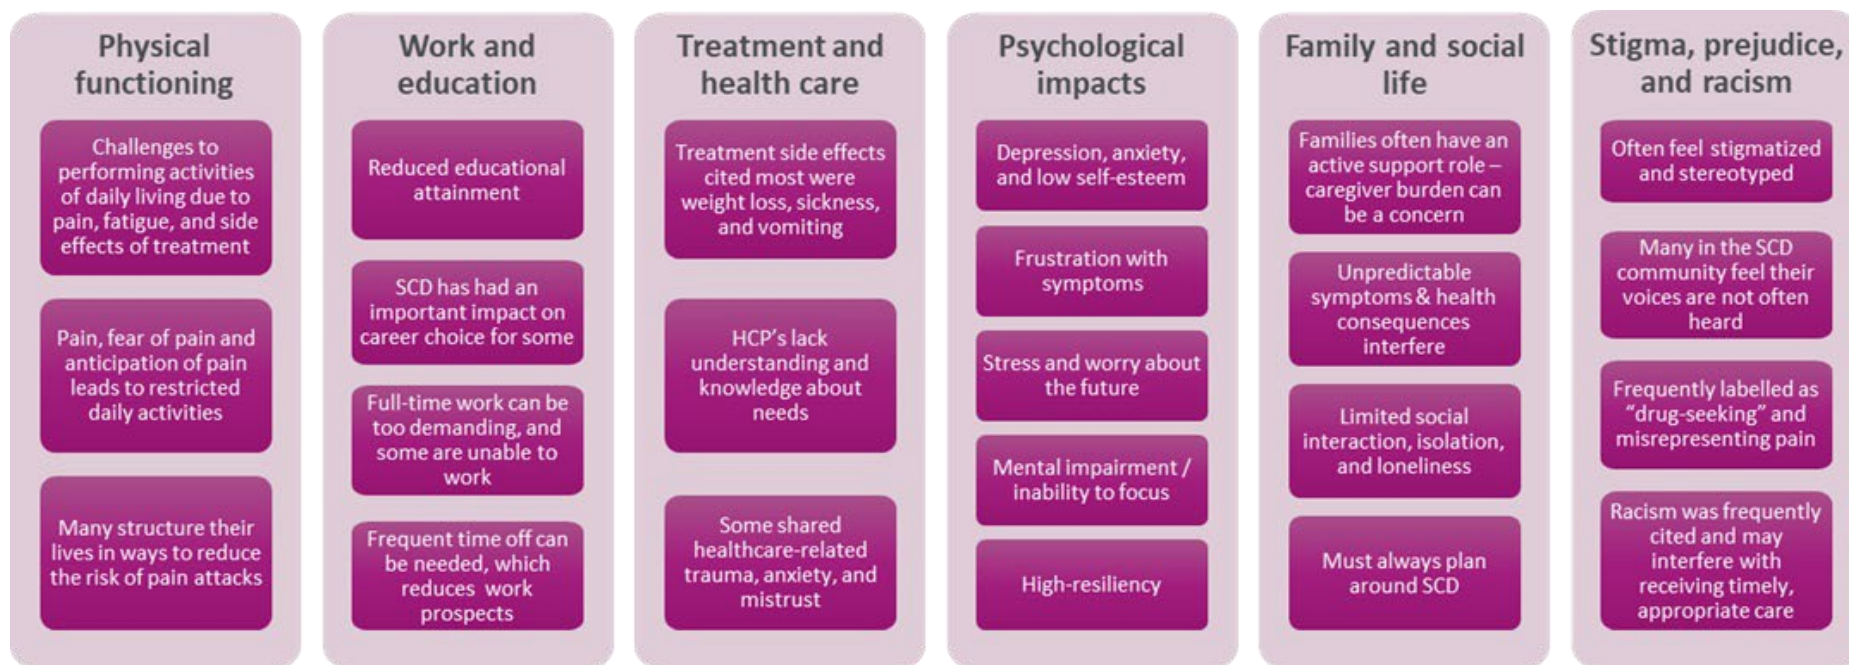 Physical
functioning
Challenges to
performing activities
of daily living due to
pain, fatigue, and side
effects of treatment
Pain, fear of pain and
anticipation of pain
leads to restricted
daily activities
Many structure their
lives in ways to reduce
the risk of pain attacks
Work and
education
Reduced educational
attainment
SCD has had an
important impact on
career choice for some
Full-time work can be
too demanding, and
some are unable to
work
Frequent time off can
be needed, which
reduces work
prospects
Treatment and
health care
Treatment side effects
cited most were
weight loss, sickness,
and vomiting
HCP's lack
understanding and
knowledge about
needs
Some shared
healthcare-related
trauma, anxiety, and
mistrust
Psychological
impacts
Depression, anxiety,
and low self-esteem
Frustration with
symptoms
Stress and worry about
the future
Mental impairment /
inability to focus
High-resiliency
Family and social
life
Families often have an
active support role –
caregiver burden can
be a concern
Unpredictable
symptoms & health
consequences
interfere
Limited social
interaction, isolation,
and loneliness
Must always plan
around SCD
Stigma, prejudice,
and racism
Often feel stigmatized
and stereotyped
Many in the SCD
community feel their
voices are not often
heard
Frequently labelled as
“drug-seeking” and
misrepresenting pain
Racism was frequently
cited and may
interfere with
receiving timely,
appropriate care